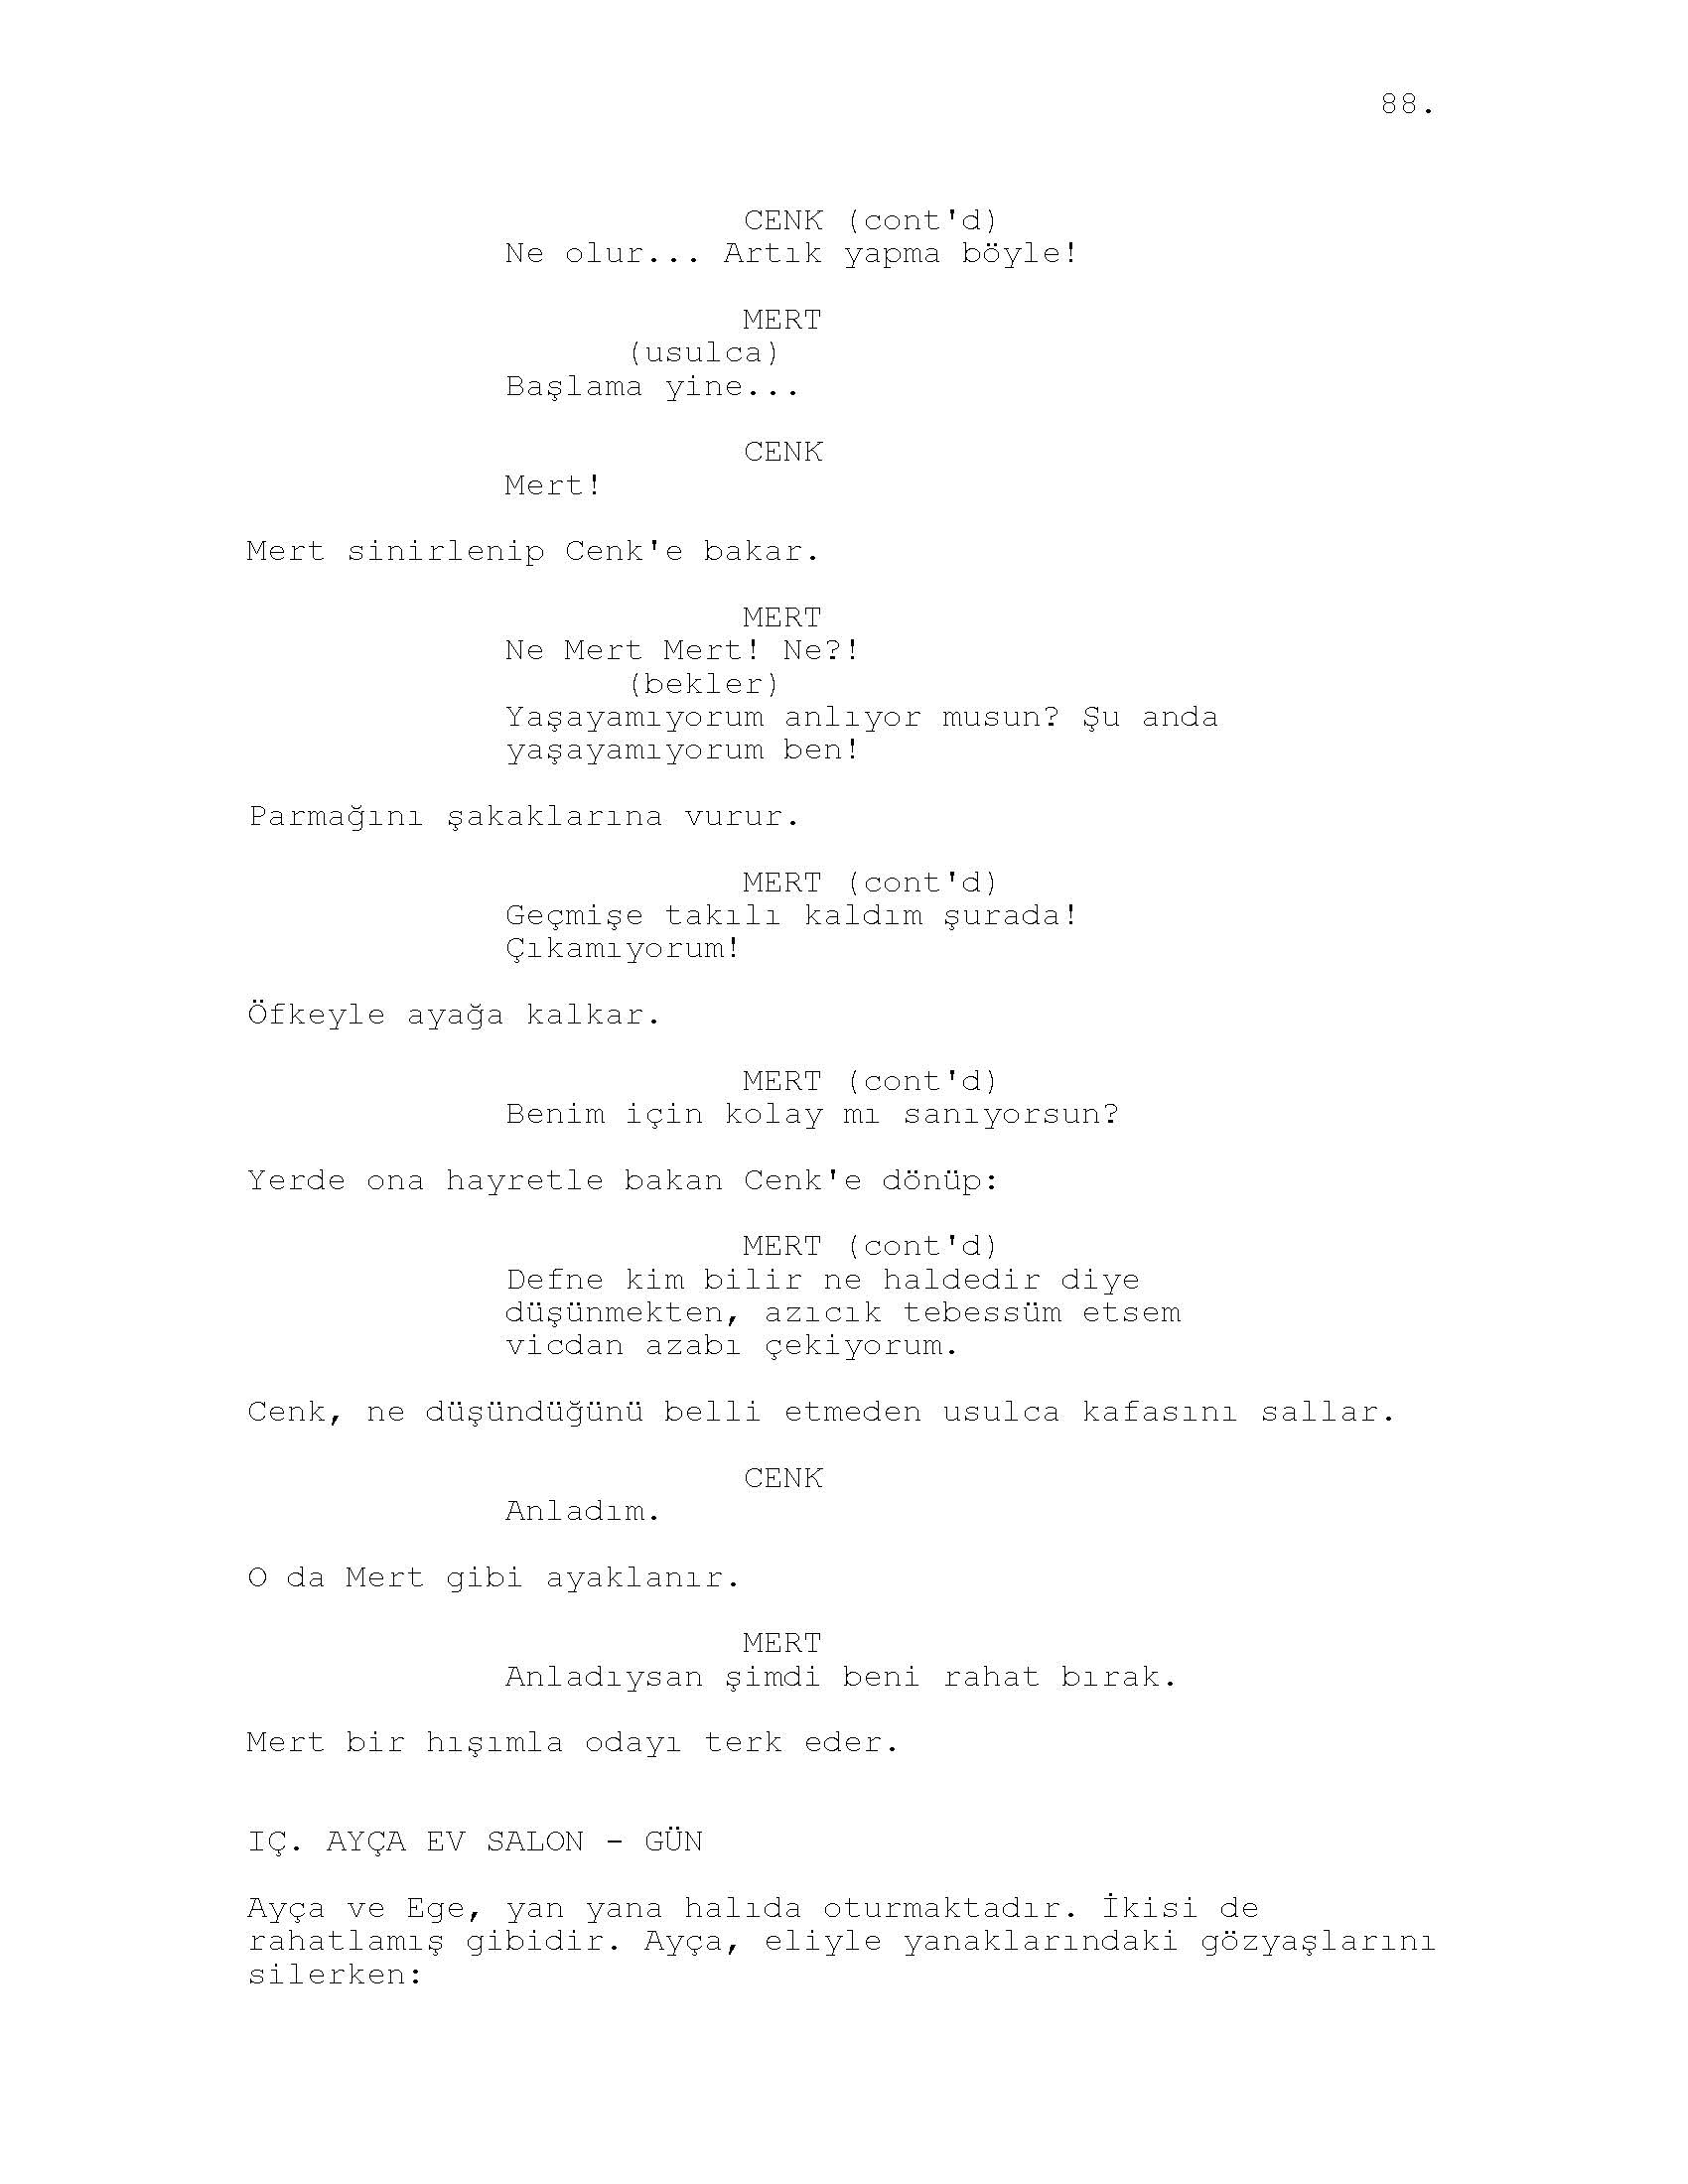 88.
CENK (cont'd)
Ne olur... Artık yapma böyle!
MERT
(usulca)
Başlama yine...
CENK
Mert!
Mert sinirlenip Cenk'e bakar.
MERT
Ne Mert Mert! Ne?!
(bekler)
Yaşayamıyorum anlıyor musun? Şu anda
yaşayamıyorum ben!
Parmağını şakaklarına vurur.
MERT (cont'd)
Geçmişe takılı kaldım şurada!
Çıkamıyorum!
Öfkeyle ayağa kalkar.
MERT (cont'd)
Benim için kolay mı sanıyorsun?
Yerde ona hayretle bakan Cenk'e dönüp:
MERT (cont'd)
Defne kim bilir ne haldedir diye
düşünmekten, azıcık tebessüm etsem
vicdan azabı çekiyorum.
Cenk, ne düşündüğünü belli etmeden usulca kafasını sallar.
CENK
Anladım.
O da Mert gibi ayaklanır.
MERT
Anladıysan şimdi beni rahat bırak.
Mert bir hışımla odayı terk eder.
IÇ. AYÇA EV SALON - GÜN
Ayça ve Ege, yan yana halıda oturmaktadır. İkisi de
rahatlamış gibidir. Ayça, eliyle yanaklarındaki gözyaşlarını
silerken: